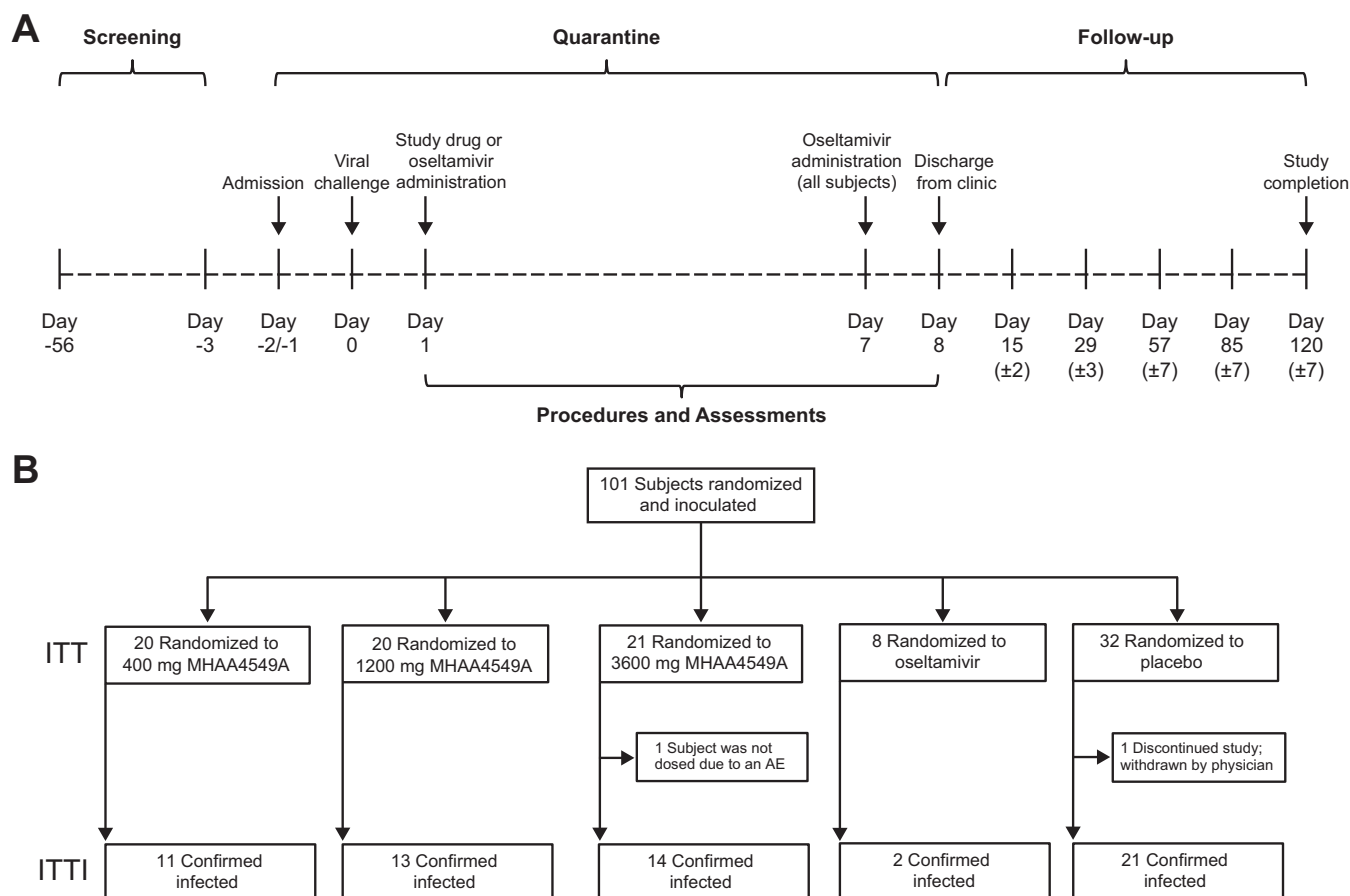 A
Screening
Quarantine
Follow-up
Admission
Viral
challenge
Study drug or
oseltamivir
administration
Oseltamivir
administration
(all subjects)
Discharge
from clinic
Study
completion
Day
-56
Day
-3
Day
-2/-1
Day
0
Day
1
Day
7
Day
8
Day
15
(±2)
Day
29
(±3)
Day
57
(±7)
Day
85
(±7)
Day
120
(±7)
Procedures and Assessments
B
101 Subjects randomized
and inoculated
ITT
20 Randomized to
400 mg MHAA4549A
20 Randomized to
1200 mg MHAA4549A
21 Randomized to
3600 mg MHAA4549A
8 Randomized to
oseltamivir
32 Randomized to
placebo
1 Subject was not
dosed due to an AE
1 Discontinued study;
withdrawn by physician
ITTI
11 Confirmed
infected
13 Confirmed
infected
14 Confirmed
infected
2 Confirmed
infected
21 Confirmed
infected